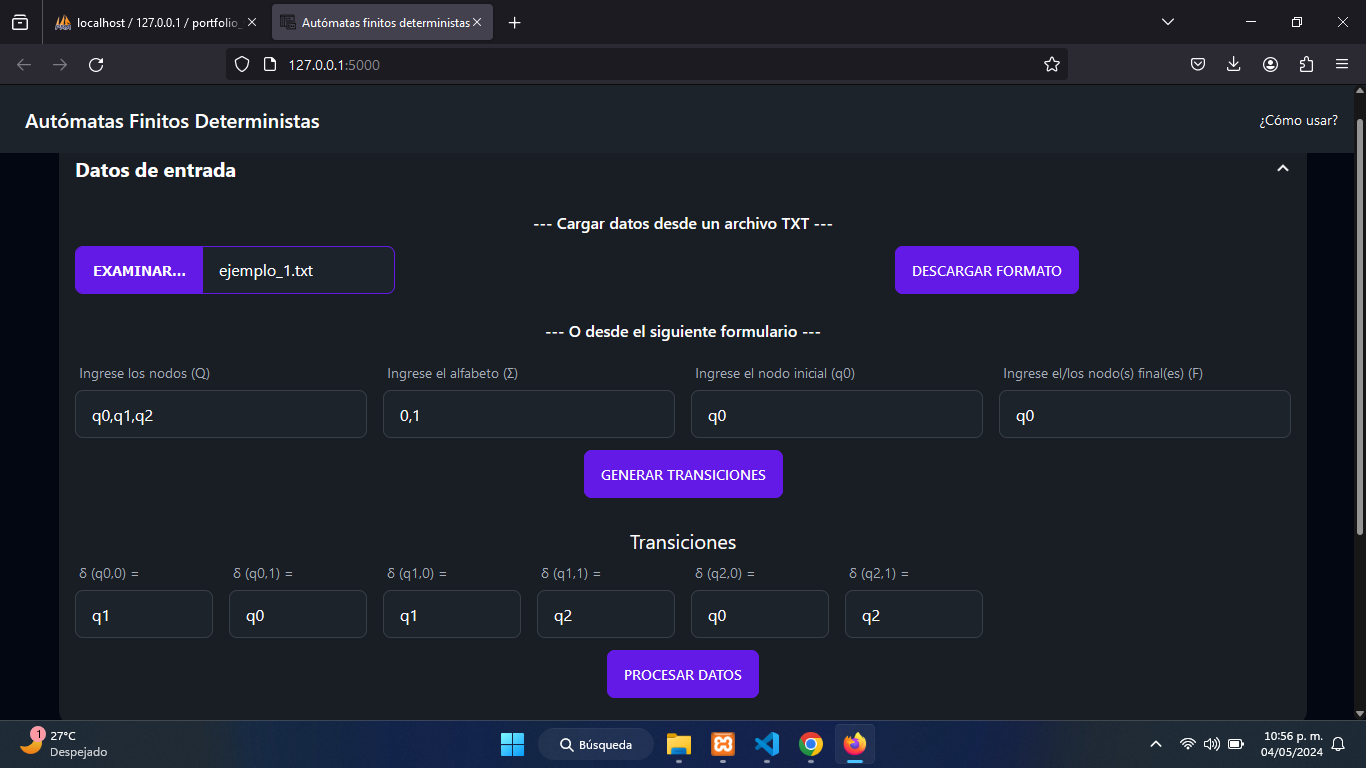 localhost / 127.0.0.1 / portfolio_
Autómatas finitos deterministas
127.0.0.1:5000
Autómatas Finitos Deterministas
¿Cómo usar?
Datos de entrada
--- Cargar datos desde un archivo TXT ---
EXAMINAR... ejemplo_1.txt
DESCARGAR FORMATO
--- O desde el siguiente formulario ---
Ingrese los nodos (Q) Ingrese el alfabeto (Σ) Ingrese el nodo inicial (q0) Ingrese el/los nodo(s) final(es) (F)
q0,q1,q2 0,1 q0 q0
GENERAR TRANSICIONES
Transiciones
δ (q0,0) = δ (q0,1) = δ (q1,0) = δ (q1,1) = δ (q2,0) = δ (q2,1) =
q1 q0 q1 q2 q0 q2
PROCESAR DATOS
1
27°C
Despejado
Búsqueda
10:56 p. m.
04/05/2024